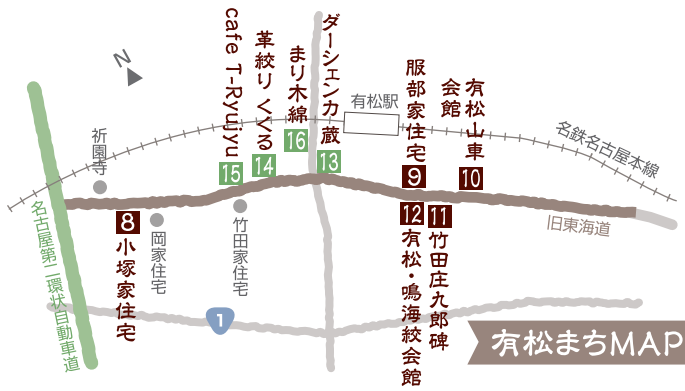 N
cafe T-Ryujyu
15
革絞り くくる
14
まり木綿
16
ダーシェンカ 蔵
13
有松駅
服部家住宅
9
有松山車
会館
10
名鉄名古屋本線
祇園寺
旧東海道
名古屋第二環状自動車道
8
小塚家住宅
岡家住宅
竹田家住宅
1
12
有松・鳴海絞会館
11
竹田庄九郎碑
有松まちMAP